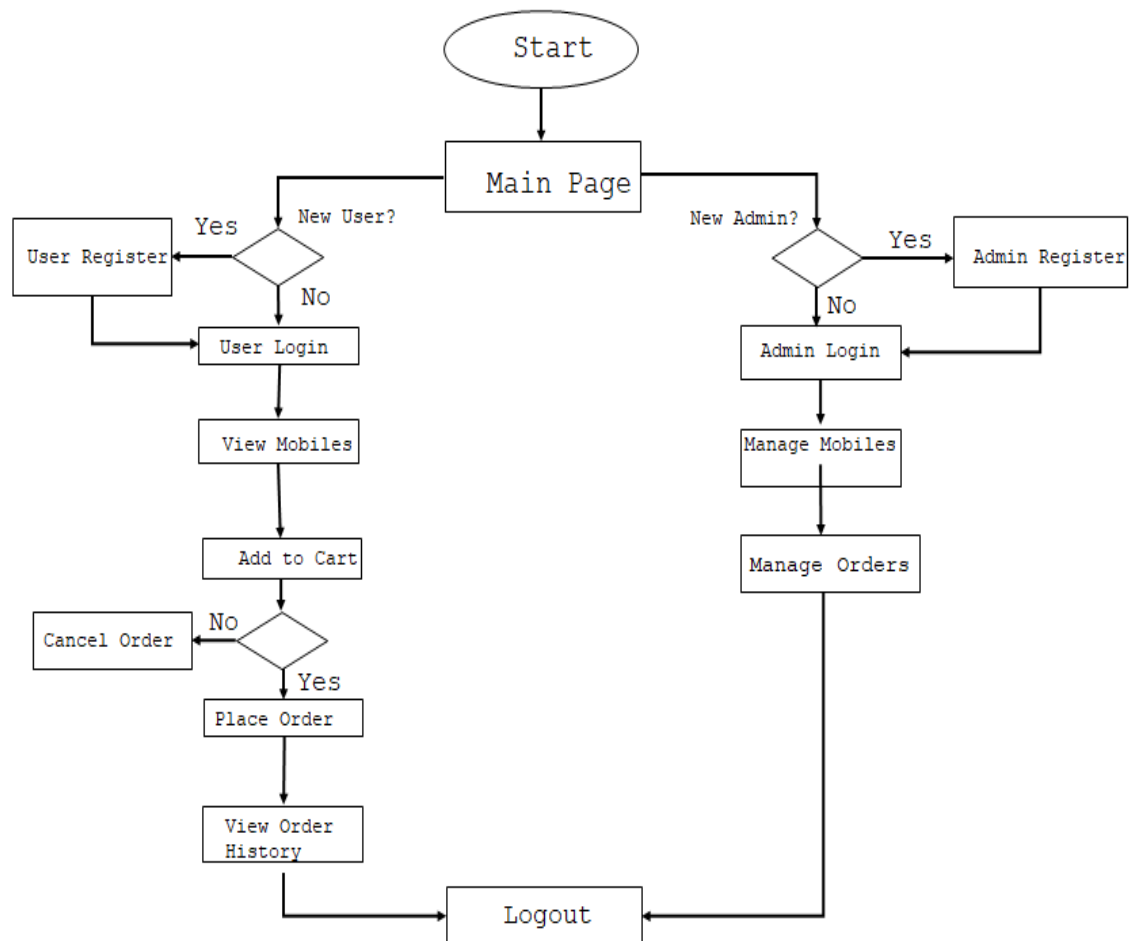 Start
Main Page
New User?
New Admin?
Yes
Yes
User Register
Admin Register
No
No
User Login
Admin Login
View Mobiles
Manage Mobiles
Add to Cart
Manage Orders
No
Cancel Order
Yes
Place Order
View Order
History
Logout